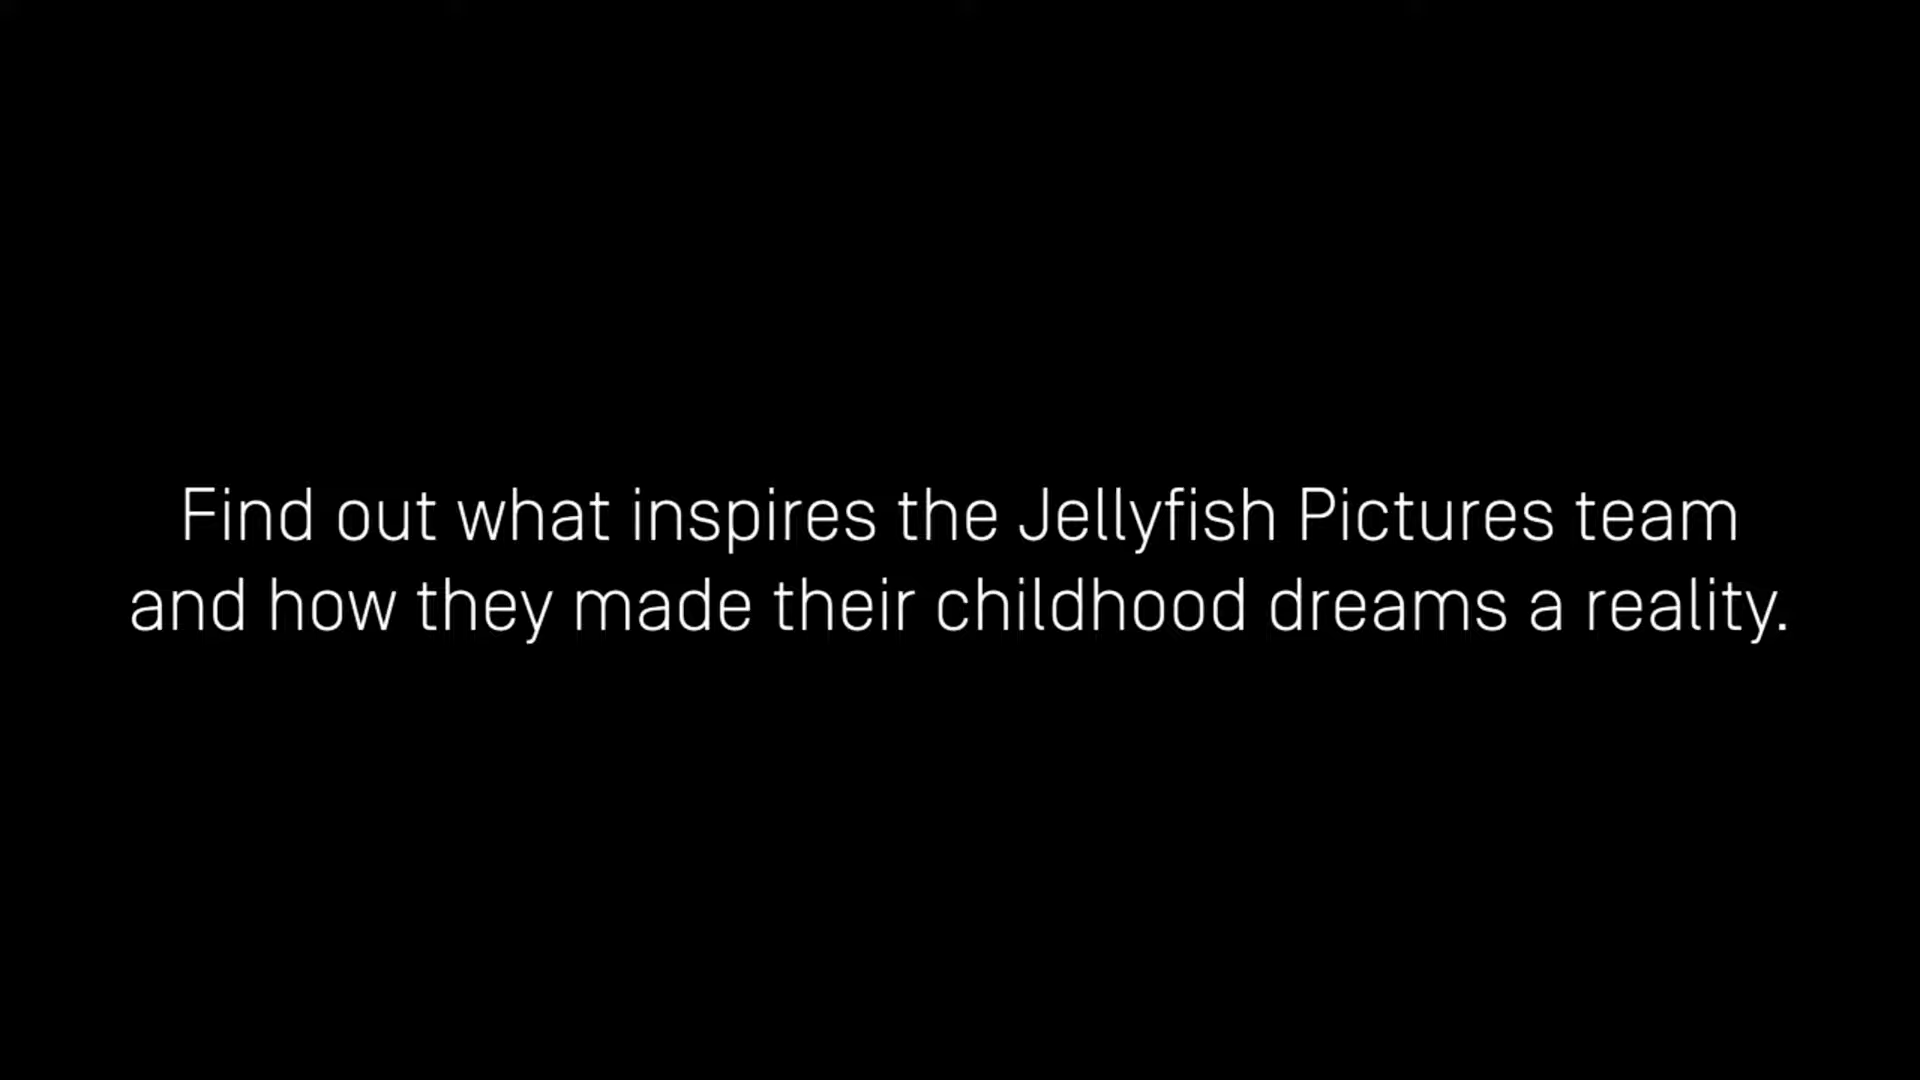 Find out what inspires the Jellyfish Pictures team
and how they made their childhood dreams a reality.